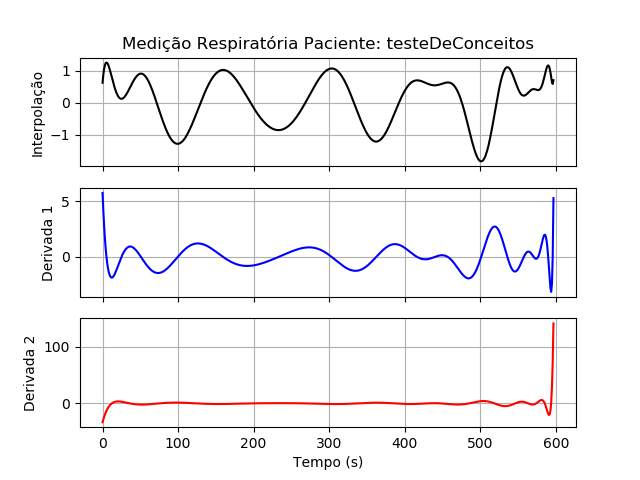 Medição Respiratória Paciente: testeDeConceitos
Interpolação
1
0
−1
Derivada 1
5
0
Derivada 2
100
0
0 100 200 300 400 500 600
Tempo (s)